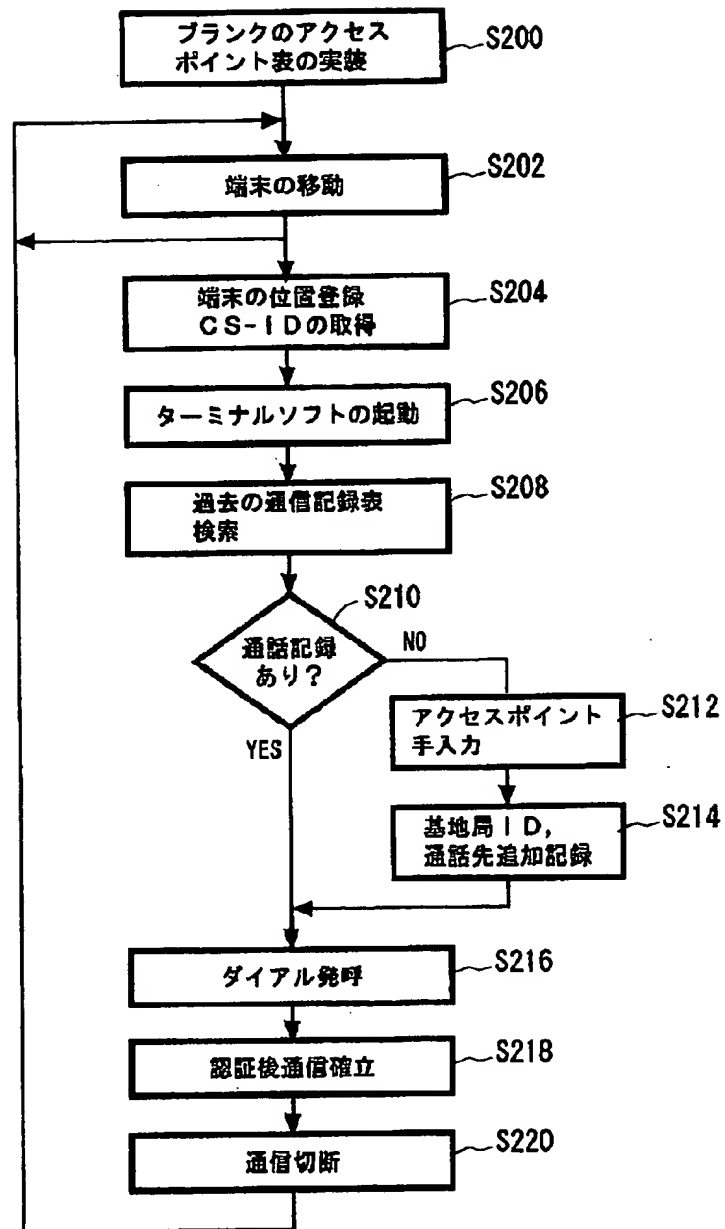 ブランクのアクセス
ポイント表の実装
S200
端末の移動
S202
端末の位置登録
CS-IDの取得
S204
ターミナルソフトの起動
S206
過去の通信記録表
検索
S208
通話記録
あり?
S210
NO
YES
アクセスポイント
手入力
S212
基地局ID,
通話先追加記録
S214
ダイアル発呼
S216
認証後通信確立
S218
通信切断
S220